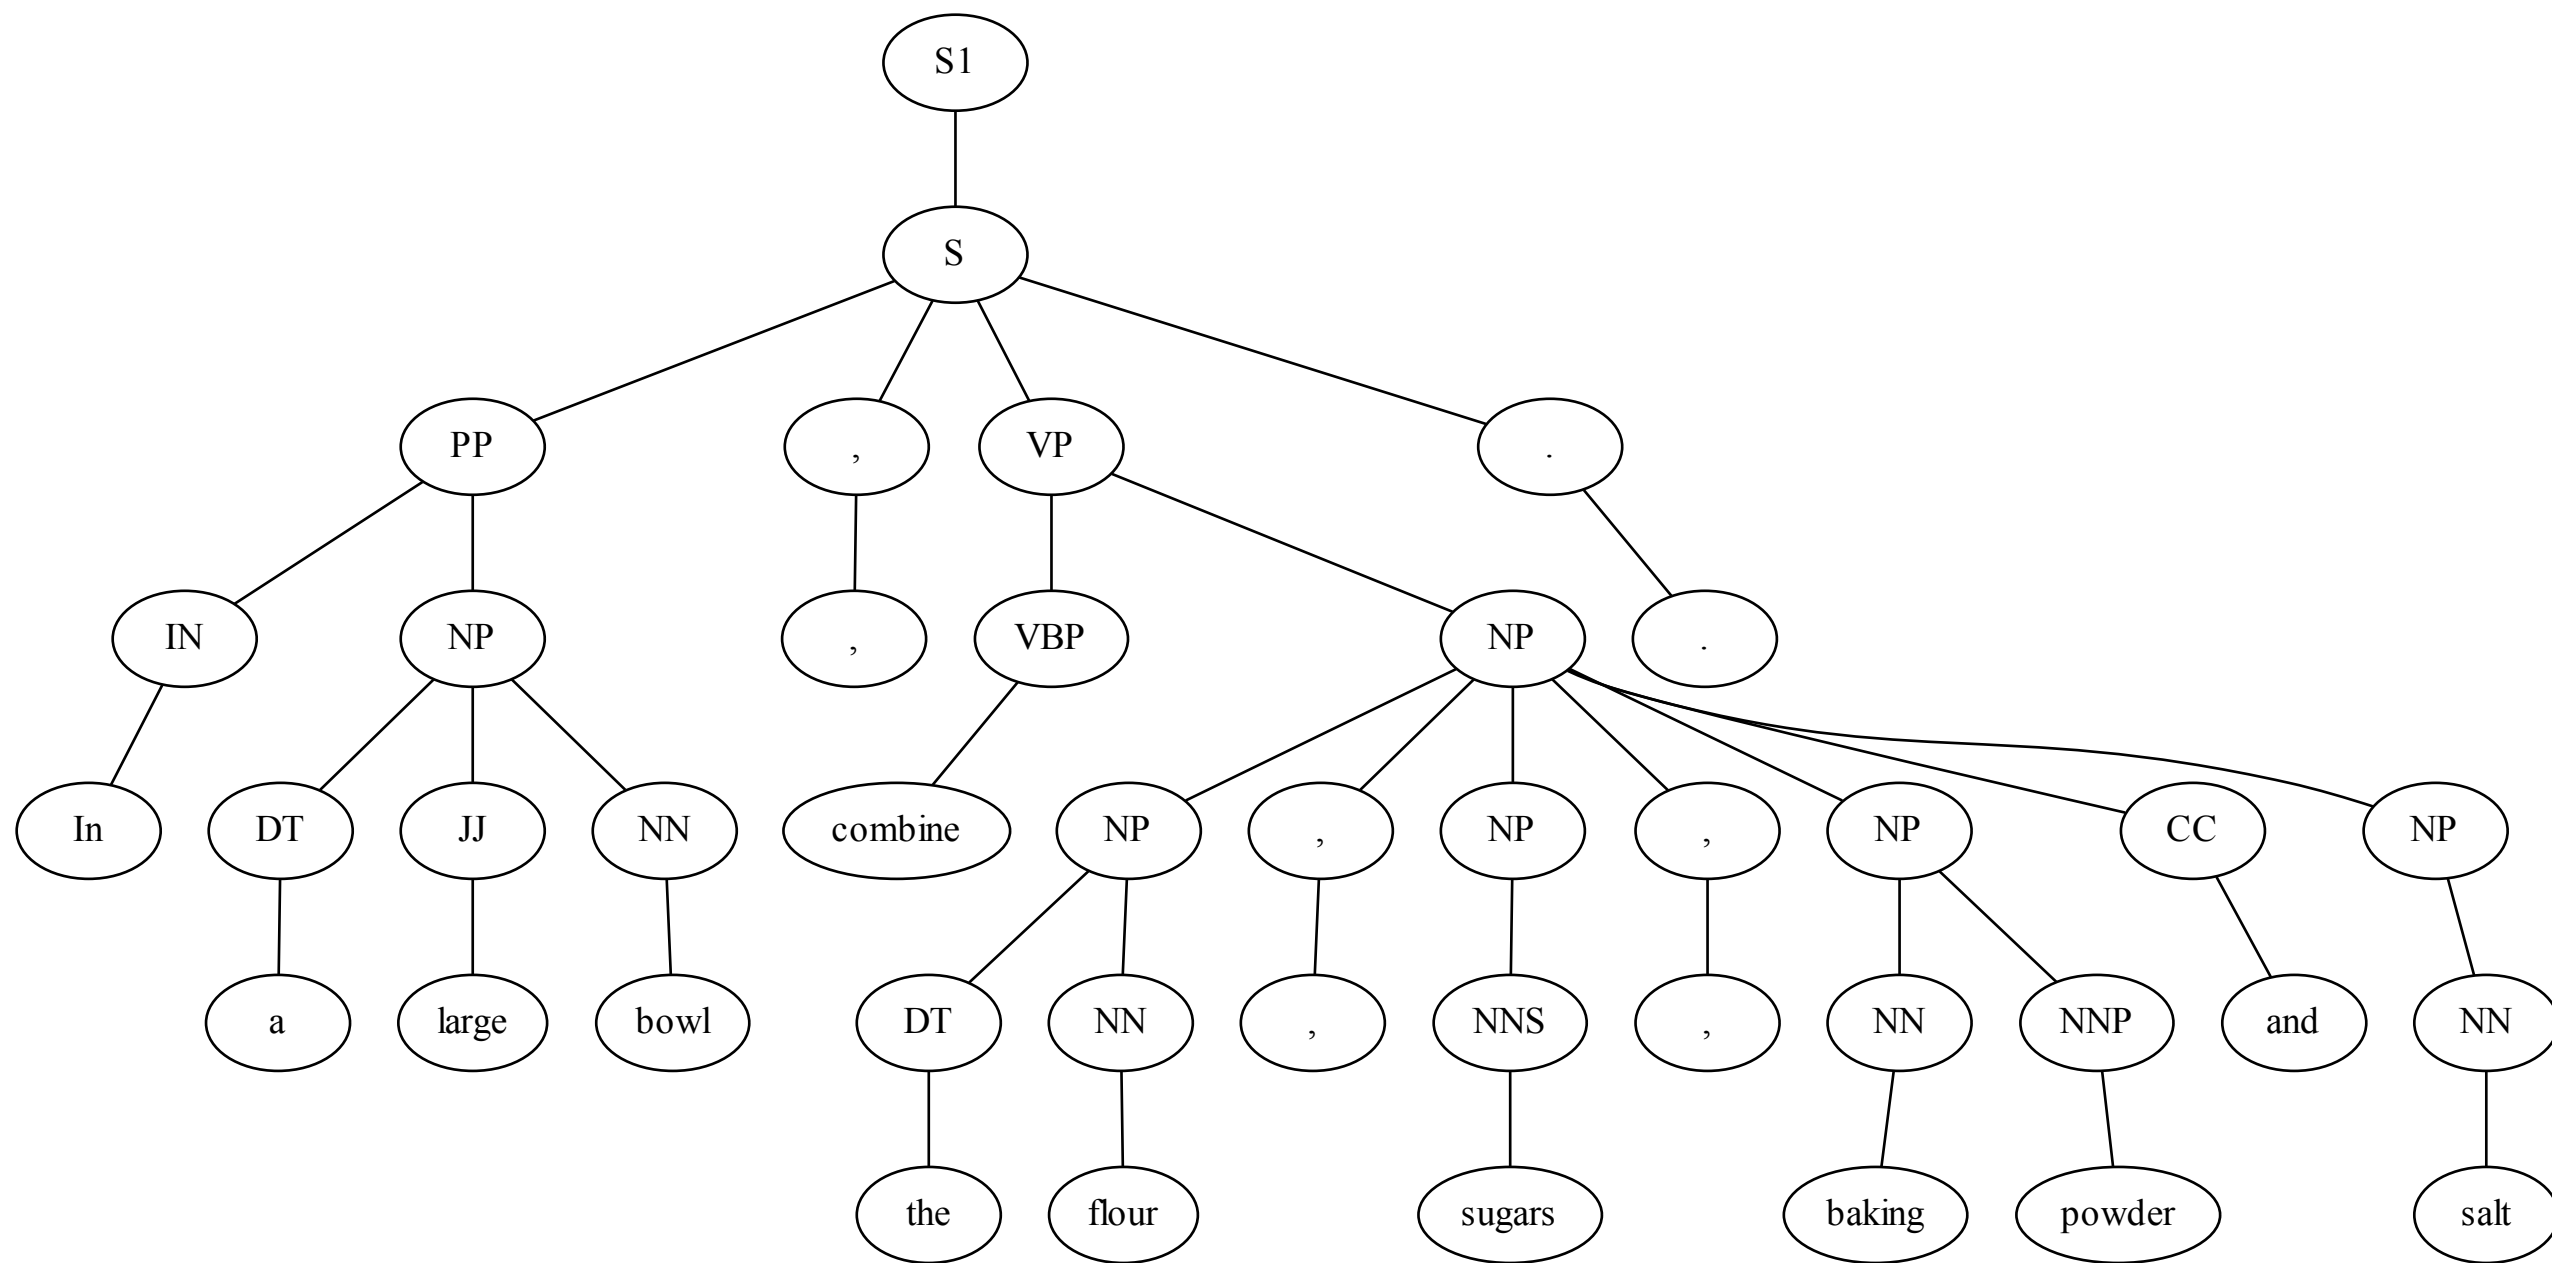 S1
S
PP , VP .
IN NP , VBP NP .
In DT JJ NN combine NP , NP , NP CC NP
a large bowl DT NN , NNS , NN NNP and NN
the flour sugars baking powder salt